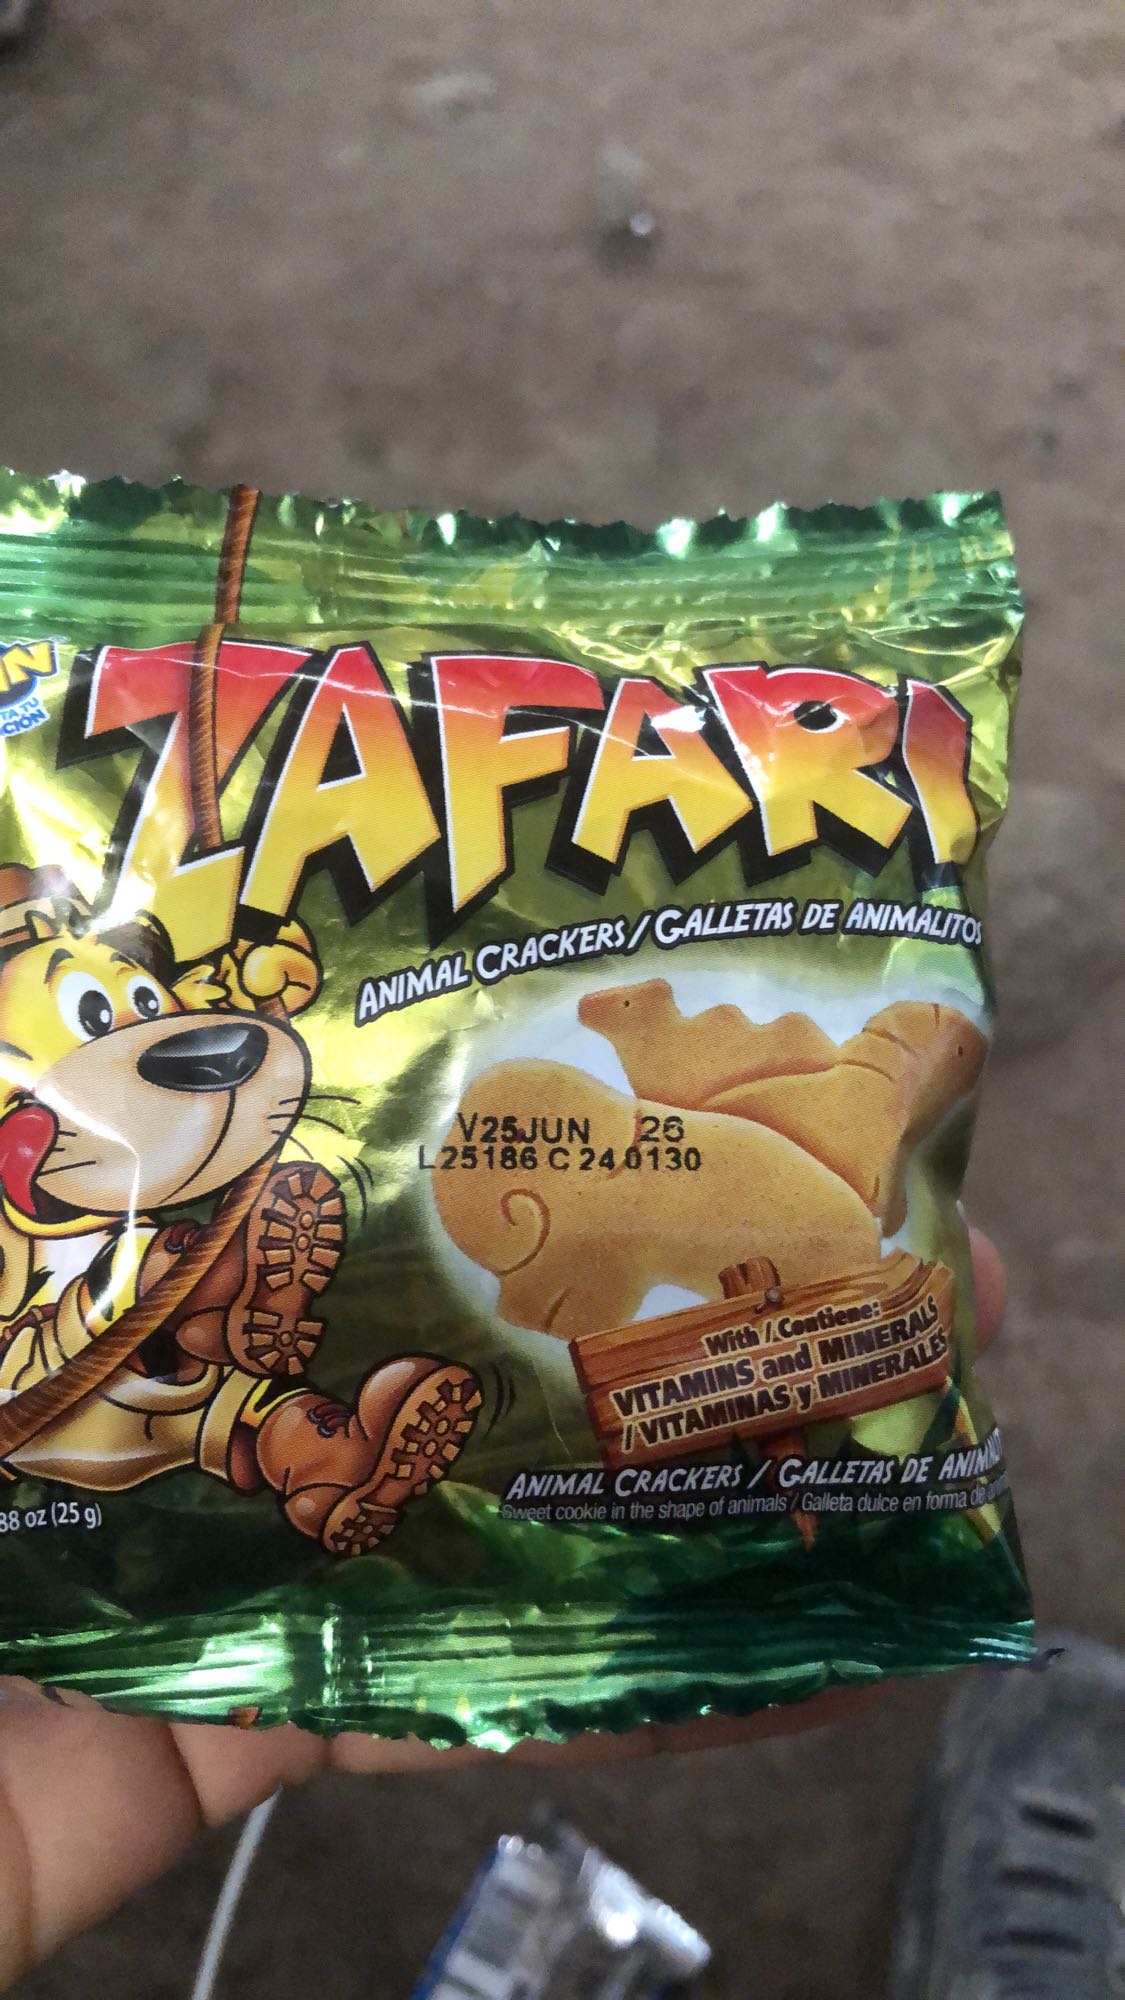 ZAFARI
ANIMAL CRACKERS / GALLETAS DE ANIMALITOS
V25JUN 26
L25186 C 24 0130
With / Contiene:
VITAMINS and MINERALS
/ VITAMINAS y MINERALES
ANIMAL CRACKERS / GALLETAS DE
Sweet cookie in the shape of animals / Galleta dulce en forma de
88 oz (25 g)